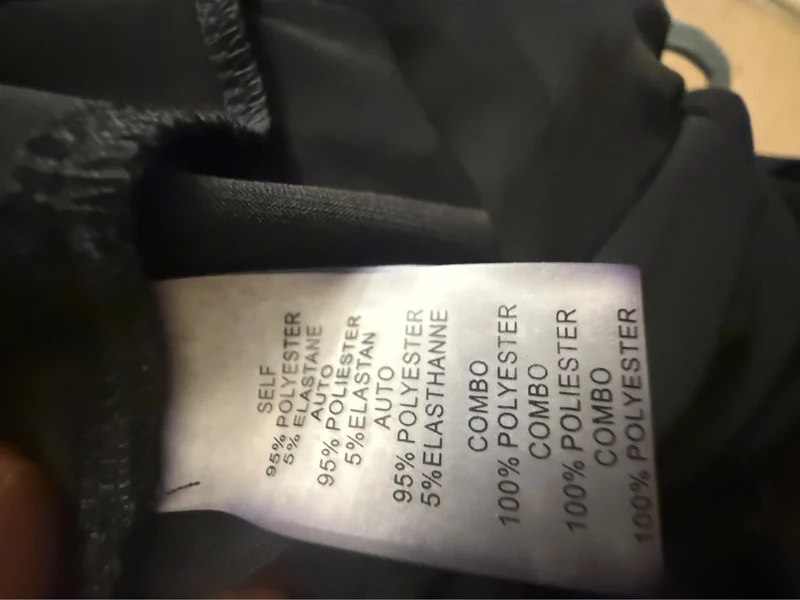 SELF
95% POLYESTER
5% ELASTANE
AUTO
95% POLIESTER
5%ELASTAN
AUTO
95% POLYESTER
5%ELASTHANNE
COMBO
100% POLYESTER
COMBO
100% POLIESTER
COMBO
100% POLYESTER